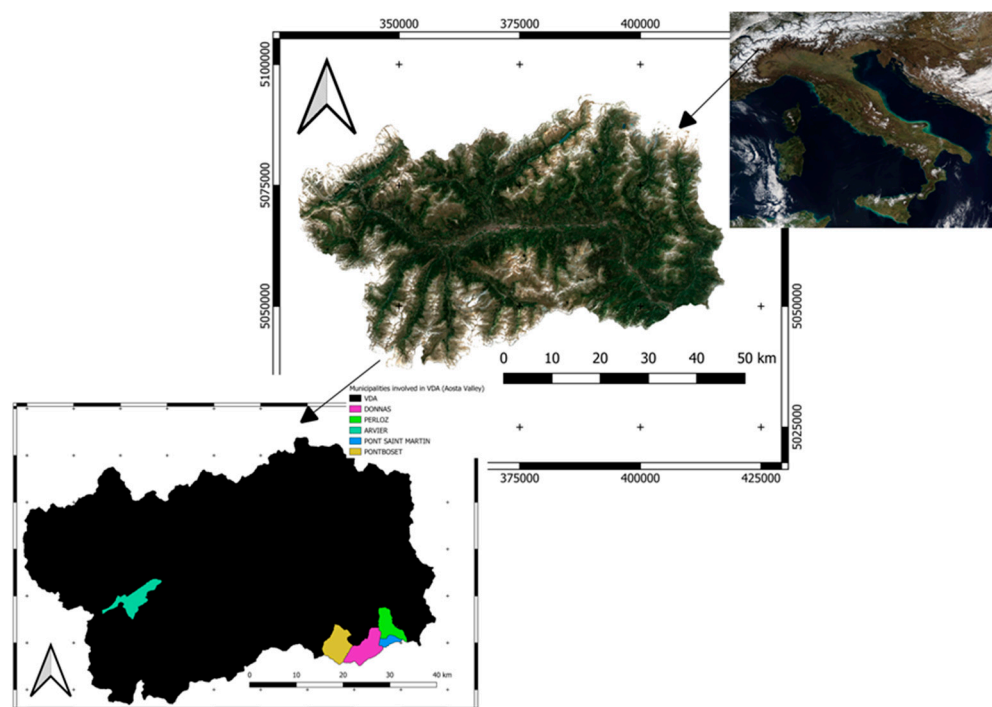 350000 375000 400000
5100000
5075000
5050000
5050000
5025000
0 10 20 30 40 50 km
375000 400000 425000
Municipalities involved in VDA (Aosta Valley)
VDA
DONNAS
PERLOZ
ARVIER
PONT SAINT MARTIN
PONTBOSET
0 10 20 30 40 km